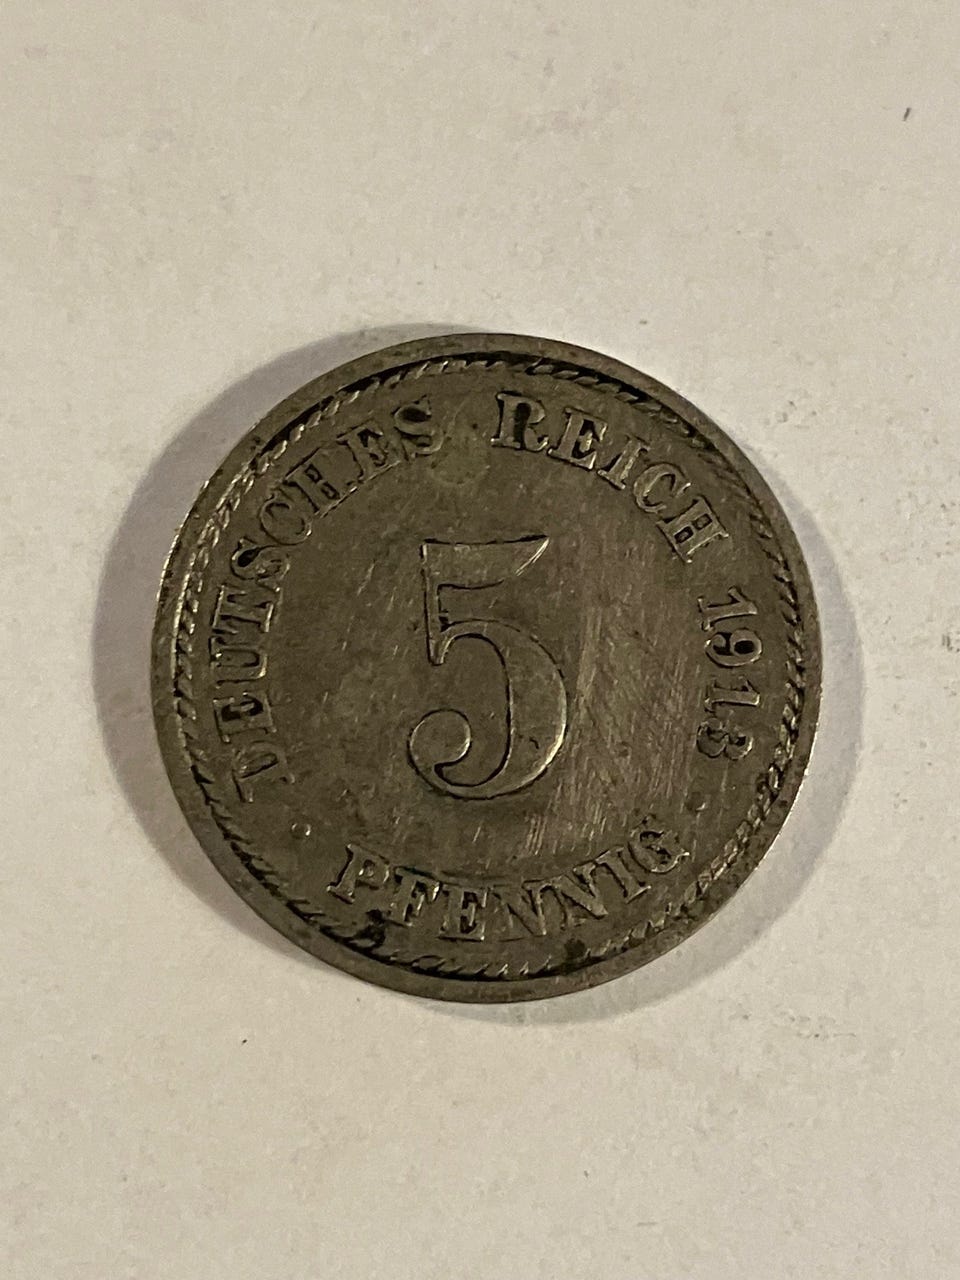 DEUTSCHES REICH 1913
5
PFENNIG